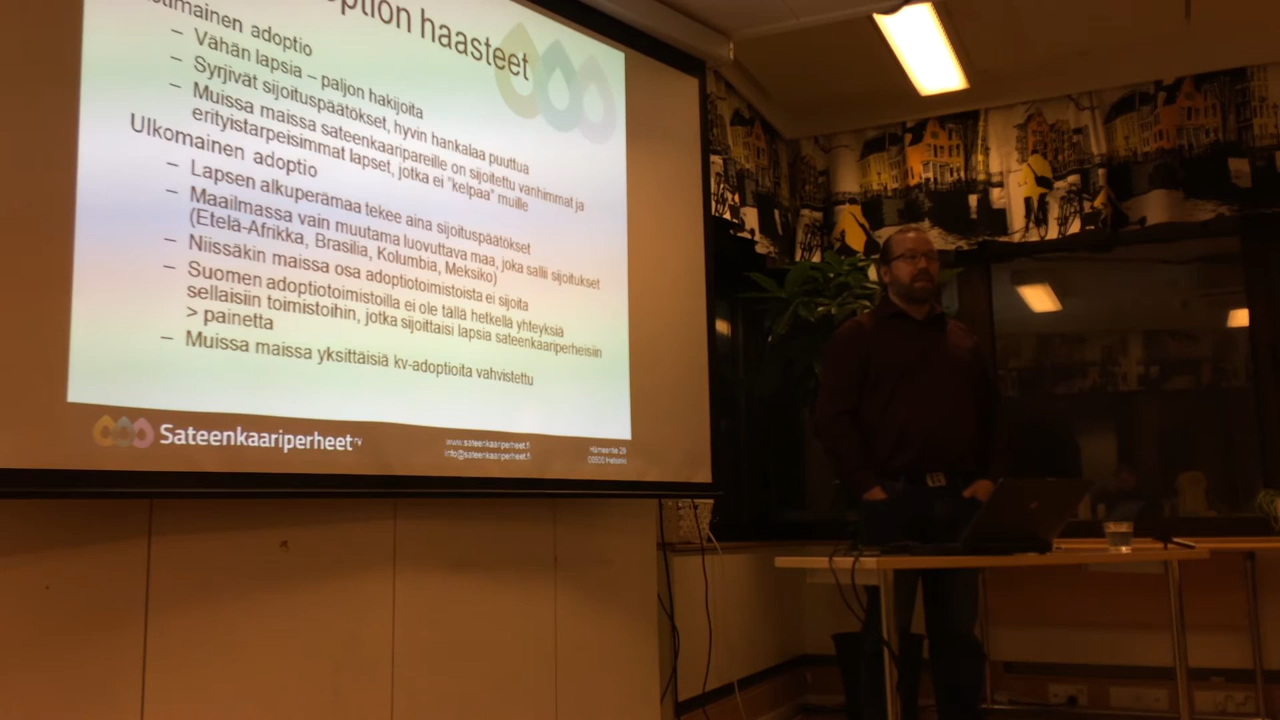 haasteet
adoptio
– Vähän lapsia – paljon hakijoita
– Syrjivät sijoituspäätökset, hyvin hankalaa puuttua
– Muissa maissa sateenkaaripareille on sijoitettu vanhimmat ja
erityistarpeisimmat lapset, jotka ei "kelpaa" muille
Ulkomainen adoptio
– Lapsen alkuperämaa tekee aina sijoituspäätökset
– Maailmassa vain muutama luovuttava maa, joka sallii sijoitukset
(Etelä-Afrikka, Brasilia, Kolumbia, Meksiko)
– Niissäkin maissa osa adoptiotoimistoista ei sijoita
– Suomen adoptiotoimistoilla ei ole tällä hetkellä yhteyksiä
sellaisiin toimistoihin, jotka sijoittaisi lapsia sateenkaariperheisiin
> painetta
– Muissa maissa yksittäisiä kv-adoptioita vahvistettu
Sateenkaariperheet
www.sateenkaariperheet.fi
info@sateenkaariperheet.fi
Hämeentie 29
00500 Helsinki